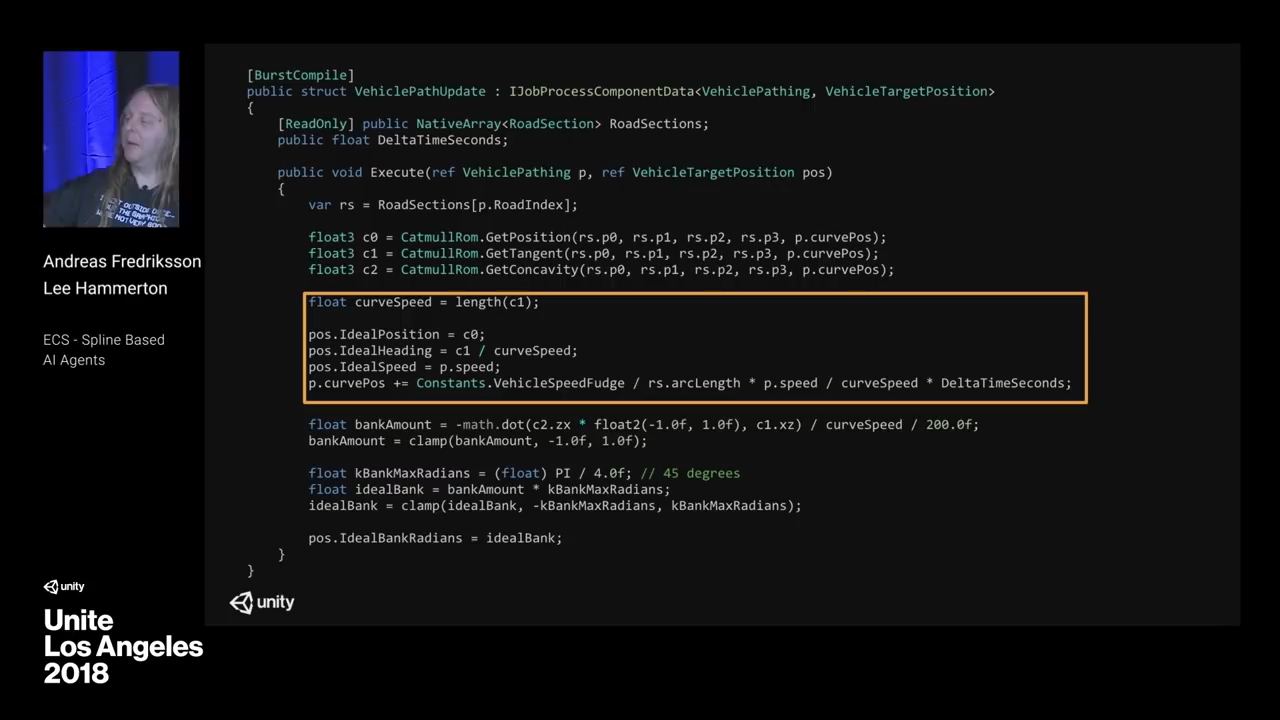 [BurstCompile]
public struct VehiclePathUpdate : IJobProcessComponentData<VehiclePathing, VehicleTargetPosition>
{
[ReadOnly] public NativeArray<RoadSection> RoadSections;
public float DeltaTimeSeconds;
public void Execute(ref VehiclePathing p, ref VehicleTargetPosition pos)
{
var rs = RoadSections[p.RoadIndex];
float3 c0 = CatmullRom.GetPosition(rs.p0, rs.p1, rs.p2, rs.p3, p.curvePos);
float3 c1 = CatmullRom.GetTangent(rs.p0, rs.p1, rs.p2, rs.p3, p.curvePos);
float3 c2 = CatmullRom.GetConcavity(rs.p0, rs.p1, rs.p2, rs.p3, p.curvePos);
float curveSpeed = length(c1);
pos.IdealPosition = c0;
pos.IdealHeading = c1 / curveSpeed;
pos.IdealSpeed = p.speed;
p.curvePos += Constants.VehicleSpeedFudge / rs.arcLength * p.speed / curveSpeed * DeltaTimeSeconds;
float bankAmount = -math.dot(c2.zx * float2(-1.0f, 1.0f), c1.xz) / curveSpeed / 200.0f;
bankAmount = clamp(bankAmount, -1.0f, 1.0f);
float kBankMaxRadians = (float) PI / 4.0f; // 45 degrees
float idealBank = bankAmount * kBankMaxRadians;
idealBank = clamp(idealBank, -kBankMaxRadians, kBankMaxRadians);
pos.IdealBankRadians = idealBank;
}
}
unity
Andreas Fredriksson
Lee Hammerton
ECS - Spline Based
AI Agents
unity
Unite
Los Angeles
2018